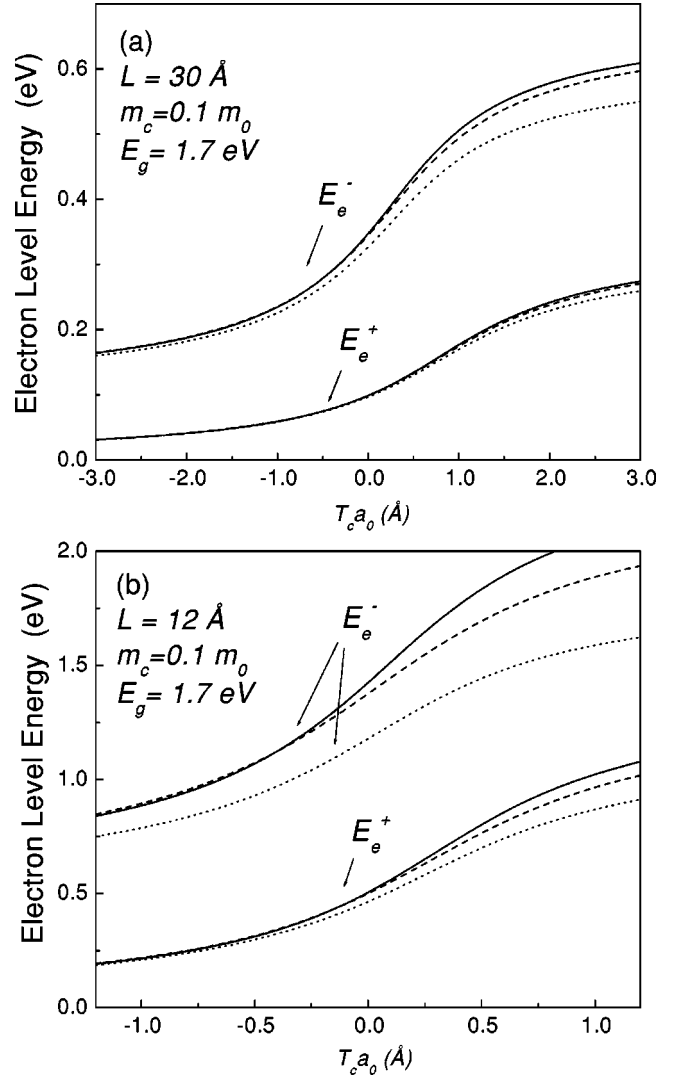 (a)
L = 30 Å
m_c=0.1 m_0
E_g= 1.7 eV
E_e^-
E_e^+
Electron Level Energy (eV)
0.6
0.4
0.2
0.0
-3.0 -2.0 -1.0 0.0 1.0 2.0 3.0
T_c a_0 (Å)
(b)
L = 12 Å
m_c=0.1 m_0
E_g= 1.7 eV
E_e^-
E_e^+
Electron Level Energy (eV)
2.0
1.5
1.0
0.5
0.0
-1.0 -0.5 0.0 0.5 1.0
T_c a_0 (Å)